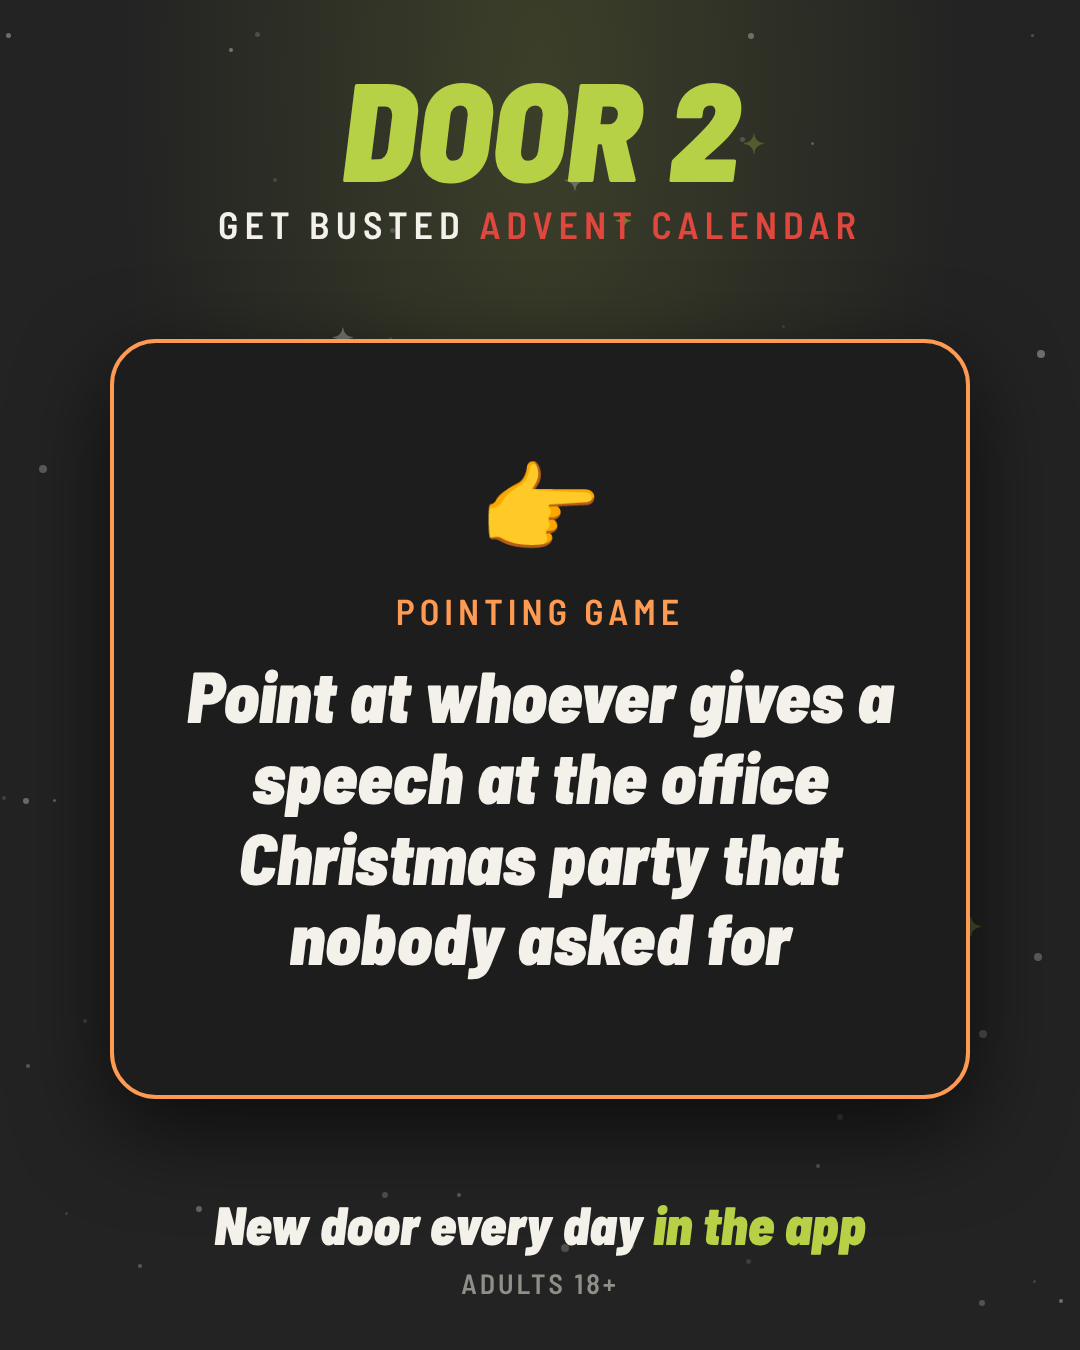 DOOR 2
GET BUSTED ADVENT CALENDAR
POINTING GAME
Point at whoever gives a
speech at the office
Christmas party that
nobody asked for
New door every day in the app
ADULTS 18+